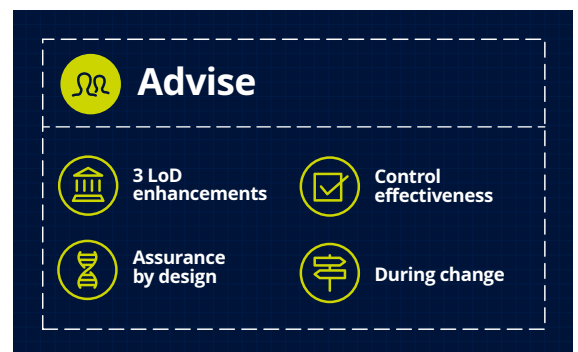 Advise
3 LoD
enhancements
Control
effectiveness
Assurance
by design
During change